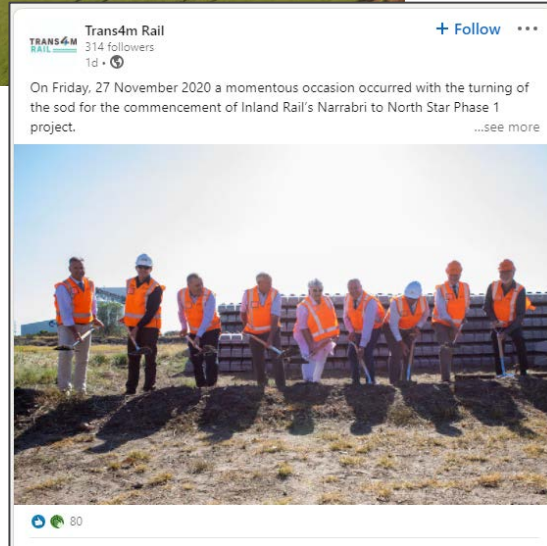 TRANS4M
RAIL
Trans4m Rail
314 followers
1d •
+ Follow
On Friday, 27 November 2020 a momentous occasion occurred with the turning of
the sod for the commencement of Inland Rail's Narrabri to North Star Phase 1
project.
...see more
80